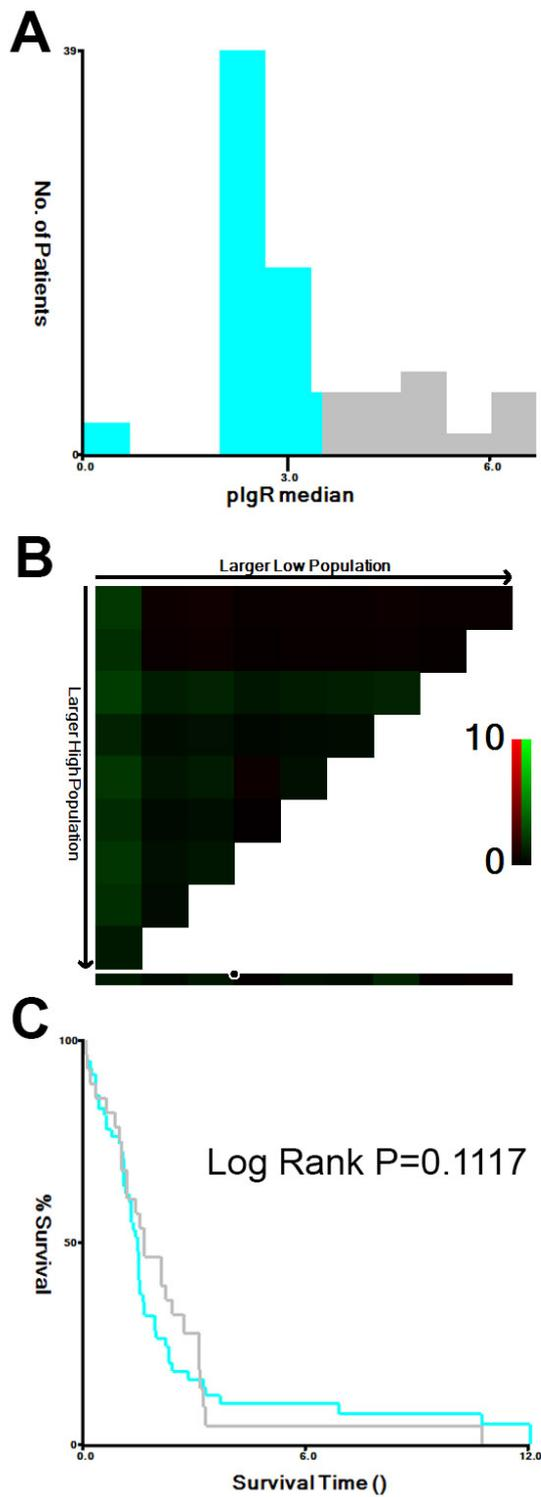 A
39
No. of Patients
0
0.0
3.0
6.0
pIgR median
B
Larger Low Population
Larger High Population
10
0
C
100
% Survival
50
0
Log Rank P=0.1117
0.0
6.0
12.0
Survival Time ()